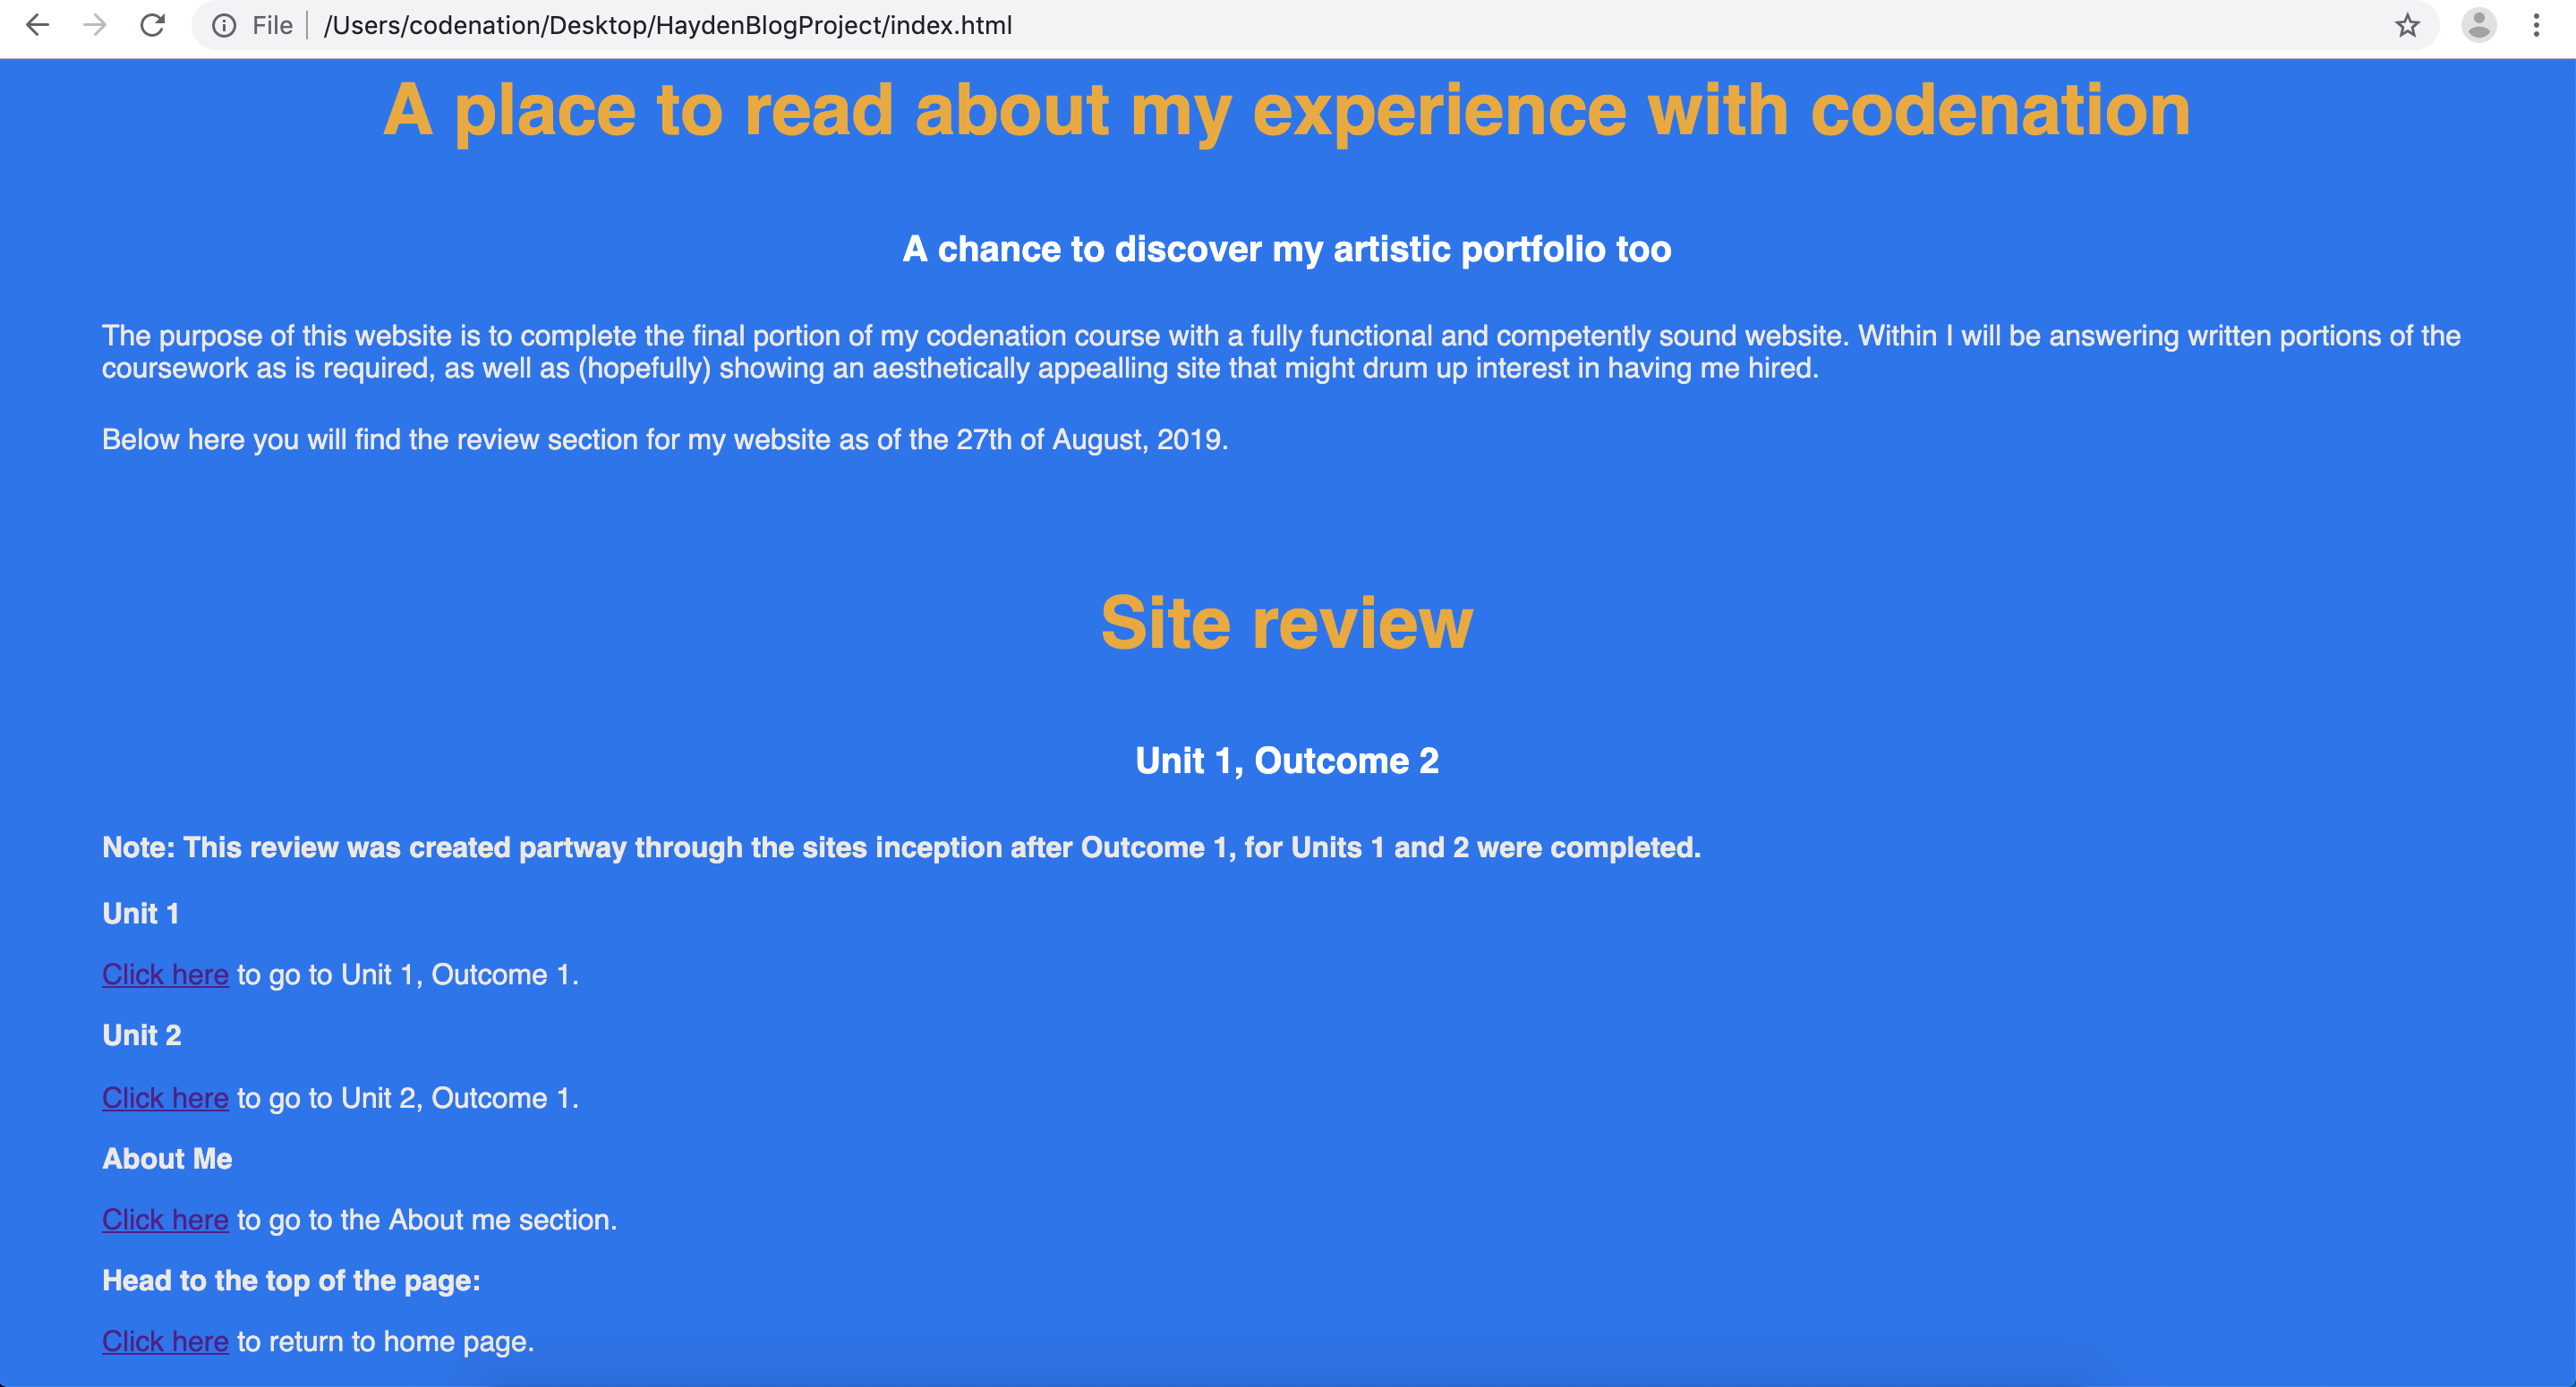 File /Users/codenation/Desktop/HaydenBlogProject/index.html
A place to read about my experience with codenation
A chance to discover my artistic portfolio too
The purpose of this website is to complete the final portion of my codenation course with a fully functional and competently sound website. Within I will be answering written portions of the
coursework as is required, as well as (hopefully) showing an aesthetically appealling site that might drum up interest in having me hired.
Below here you will find the review section for my website as of the 27th of August, 2019.
Site review
Unit 1, Outcome 2
Note: This review was created partway through the sites inception after Outcome 1, for Units 1 and 2 were completed.
Unit 1
Click here to go to Unit 1, Outcome 1.
Unit 2
Click here to go to Unit 2, Outcome 1.
About Me
Click here to go to the About me section.
Head to the top of the page:
Click here to return to home page.